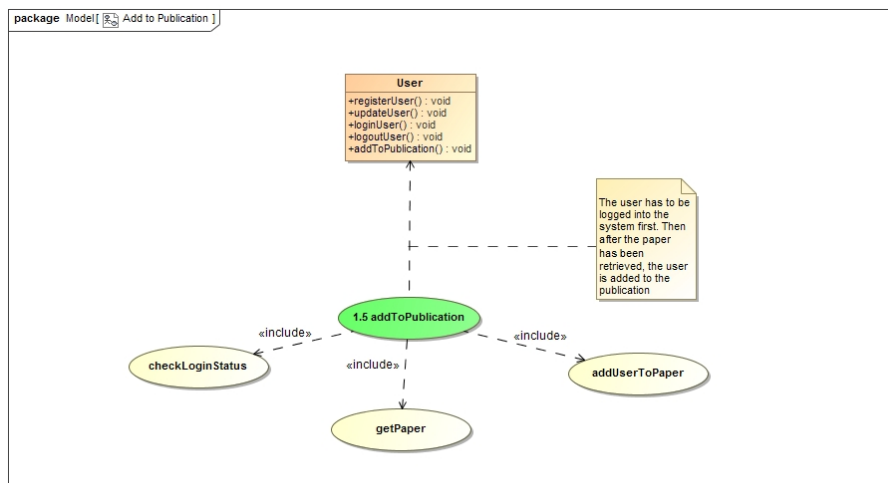 package Model[ Add to Publication ]
User
+registerUser() : void
+updateUser() : void
+loginUser() : void
+logoutUser() : void
+addToPublication() : void
The user has to be
logged into the
system first. Then
after the paper
has been
retrieved, the user
is added to the
publication
1.5 addToPublication
«include»
«include»
«include»
checkLoginStatus
addUserToPaper
getPaper